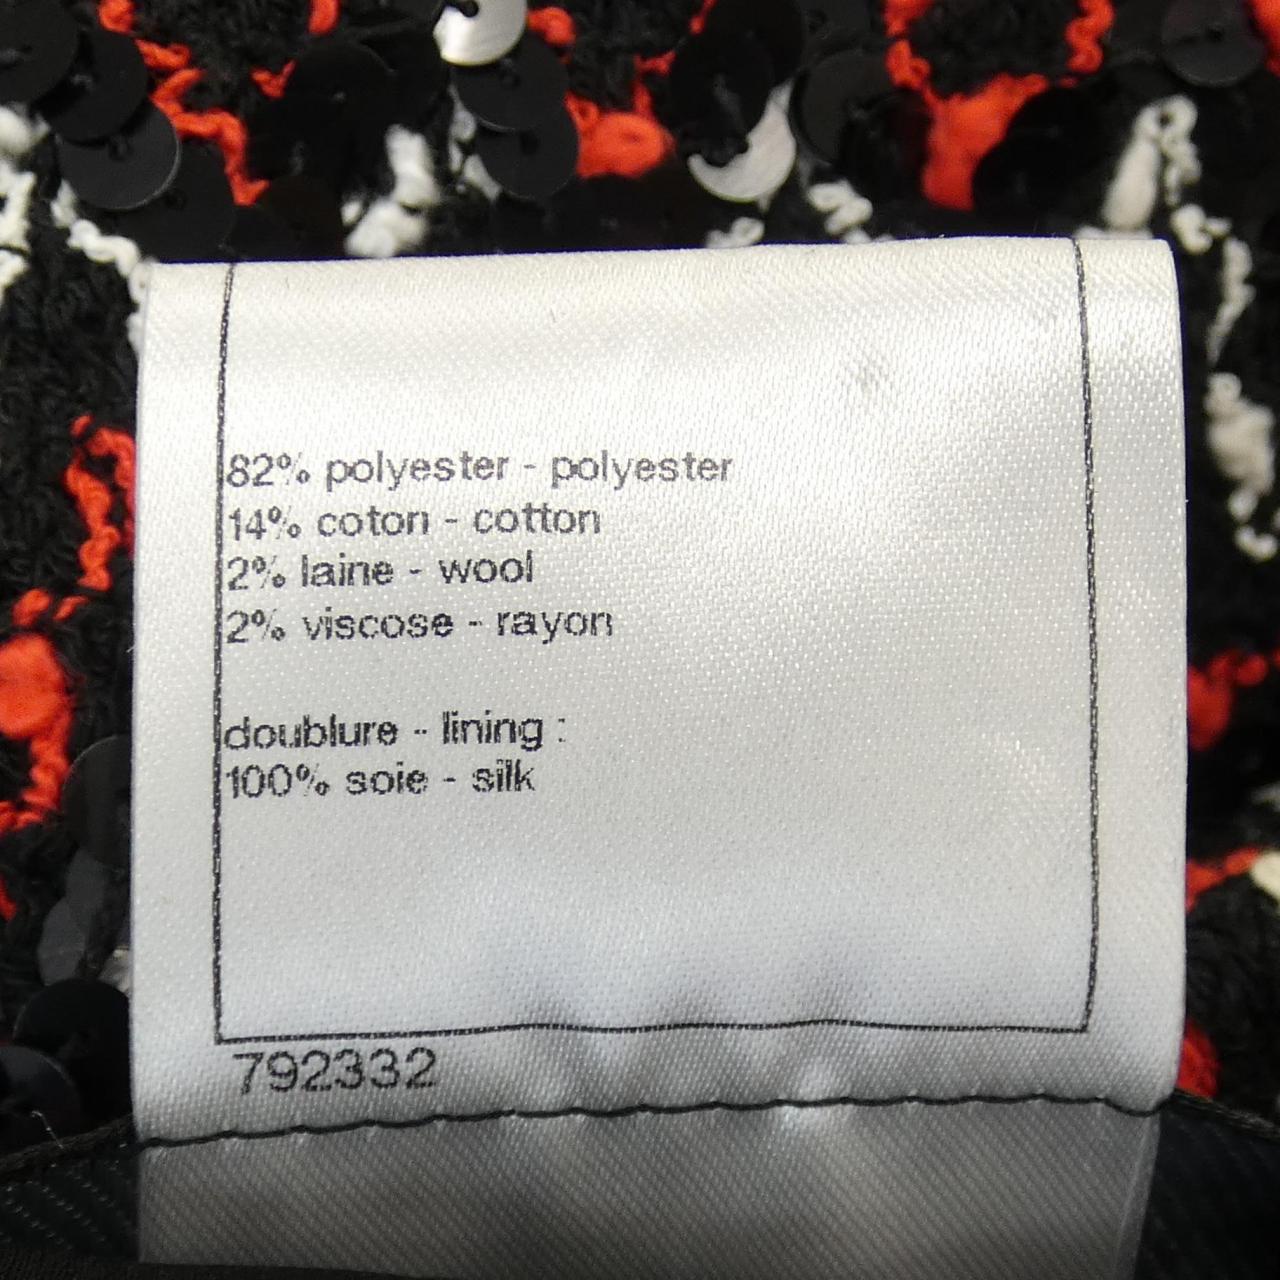 82% polyester - polyester
14% coton - cotton
2% laine - wool
2% viscose - rayon
doublure - lining :
100% soie - silk
792332